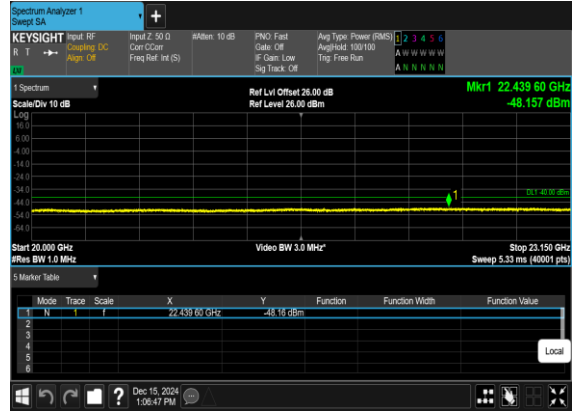 Spectrum Analyzer 1
Swept SA
KEYSIGHT Input: RF Input Z: 50 Ω #Atten: 10 dB PNO: Fast Avg Type: Power (RMS) 1 2 3 4 5 6
R T Coupling: DC Corr CCorr Gate: Off Avg|Hold: 100/100 A W W W W W
Align: Off Freq Ref: Int (S) IF Gain: Low Trig: Free Run
Sig Track: Off A N N N N N
LW
1 Spectrum Ref Lvl Offset 26.00 dB Mkr1 22.439 60 GHz
Scale/Div 10 dB Ref Level 26.00 dBm -48.157 dBm
Log
16.0
6.00
-4.00
-14.0
-24.0
-34.0 DL1 -40.00 dBm
1
-44.0
-54.0
-64.0
Start 20.000 GHz Video BW 3.0 MHz* Stop 23.150 GHz
#Res BW 1.0 MHz Sweep 5.33 ms (40001 pts)
5 Marker Table
Mode Trace Scale X Y Function Function Width Function Value
1 N 1 f 22.439 60 GHz -48.16 dBm
2
3
4
5
6
Local
? Dec 15, 2024
1:06:47 PM